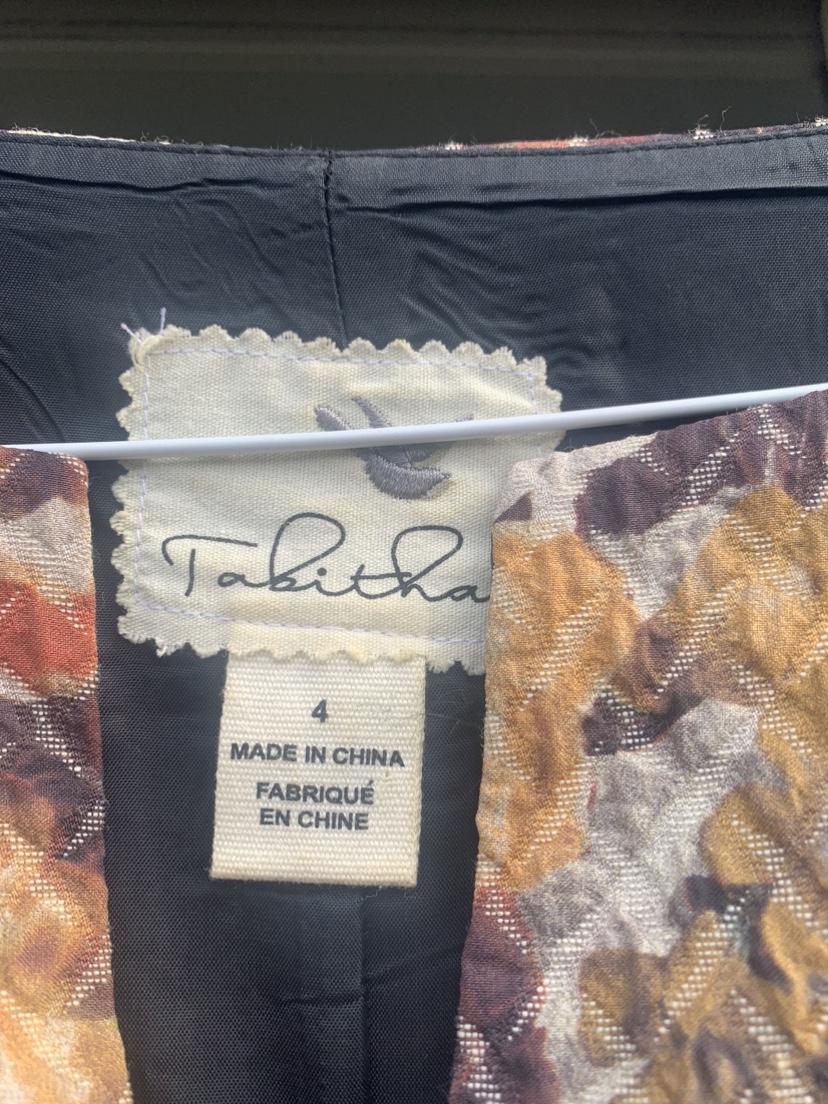 Tabitha
4
MADE IN CHINA
FABRIQUÉ
EN CHINE